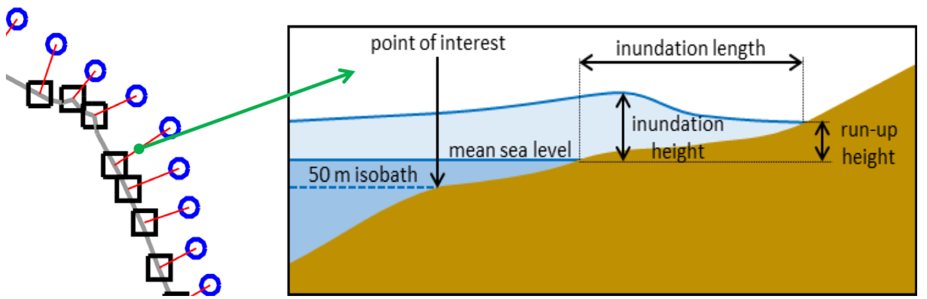 point of interest
inundation length
inundation
height
run-up
height
mean sea level
50 m isobath